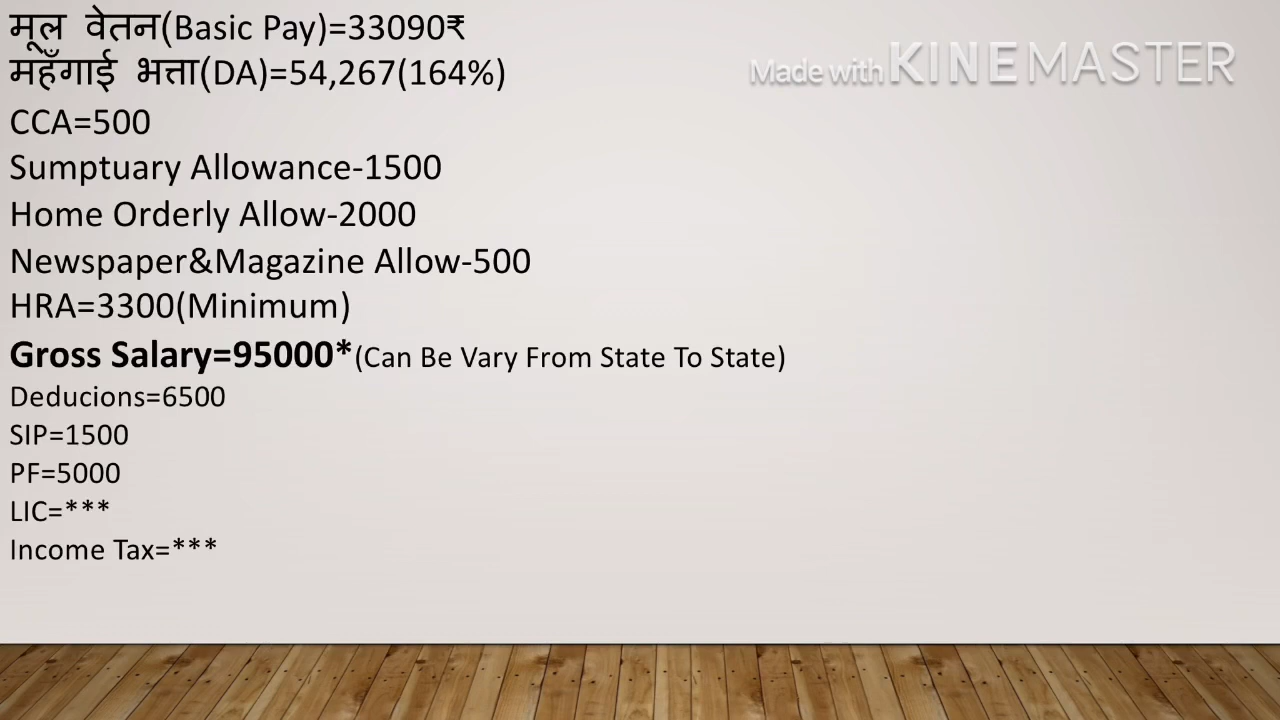 मूल वेतन(Basic Pay)=33090₹
महँगाई भत्ता(DA)=54,267(164%)
Made with KINEMASTER
CCA=500
Sumptuary Allowance-1500
Home Orderly Allow-2000
Newspaper&Magazine Allow-500
HRA=3300(Minimum)
Gross Salary=95000*(Can Be Vary From State To State)
Deducions=6500
SIP=1500
PF=5000
LIC=***
Income Tax=***